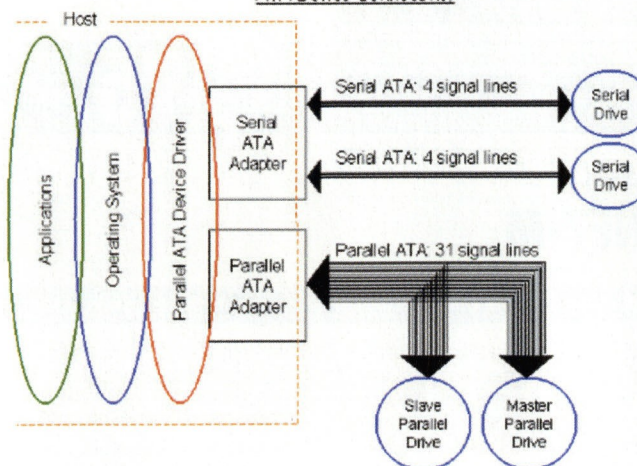 Host
Applications
Operating System
Parallel ATA Device Driver
Serial
ATA
Adapter
Serial ATA: 4 signal lines
Serial
Drive
Serial ATA: 4 signal lines
Serial
Drive
Parallel
ATA
Adapter
Parallel ATA: 31 signal lines
Slave
Parallel
Drive
Master
Parallel
Drive